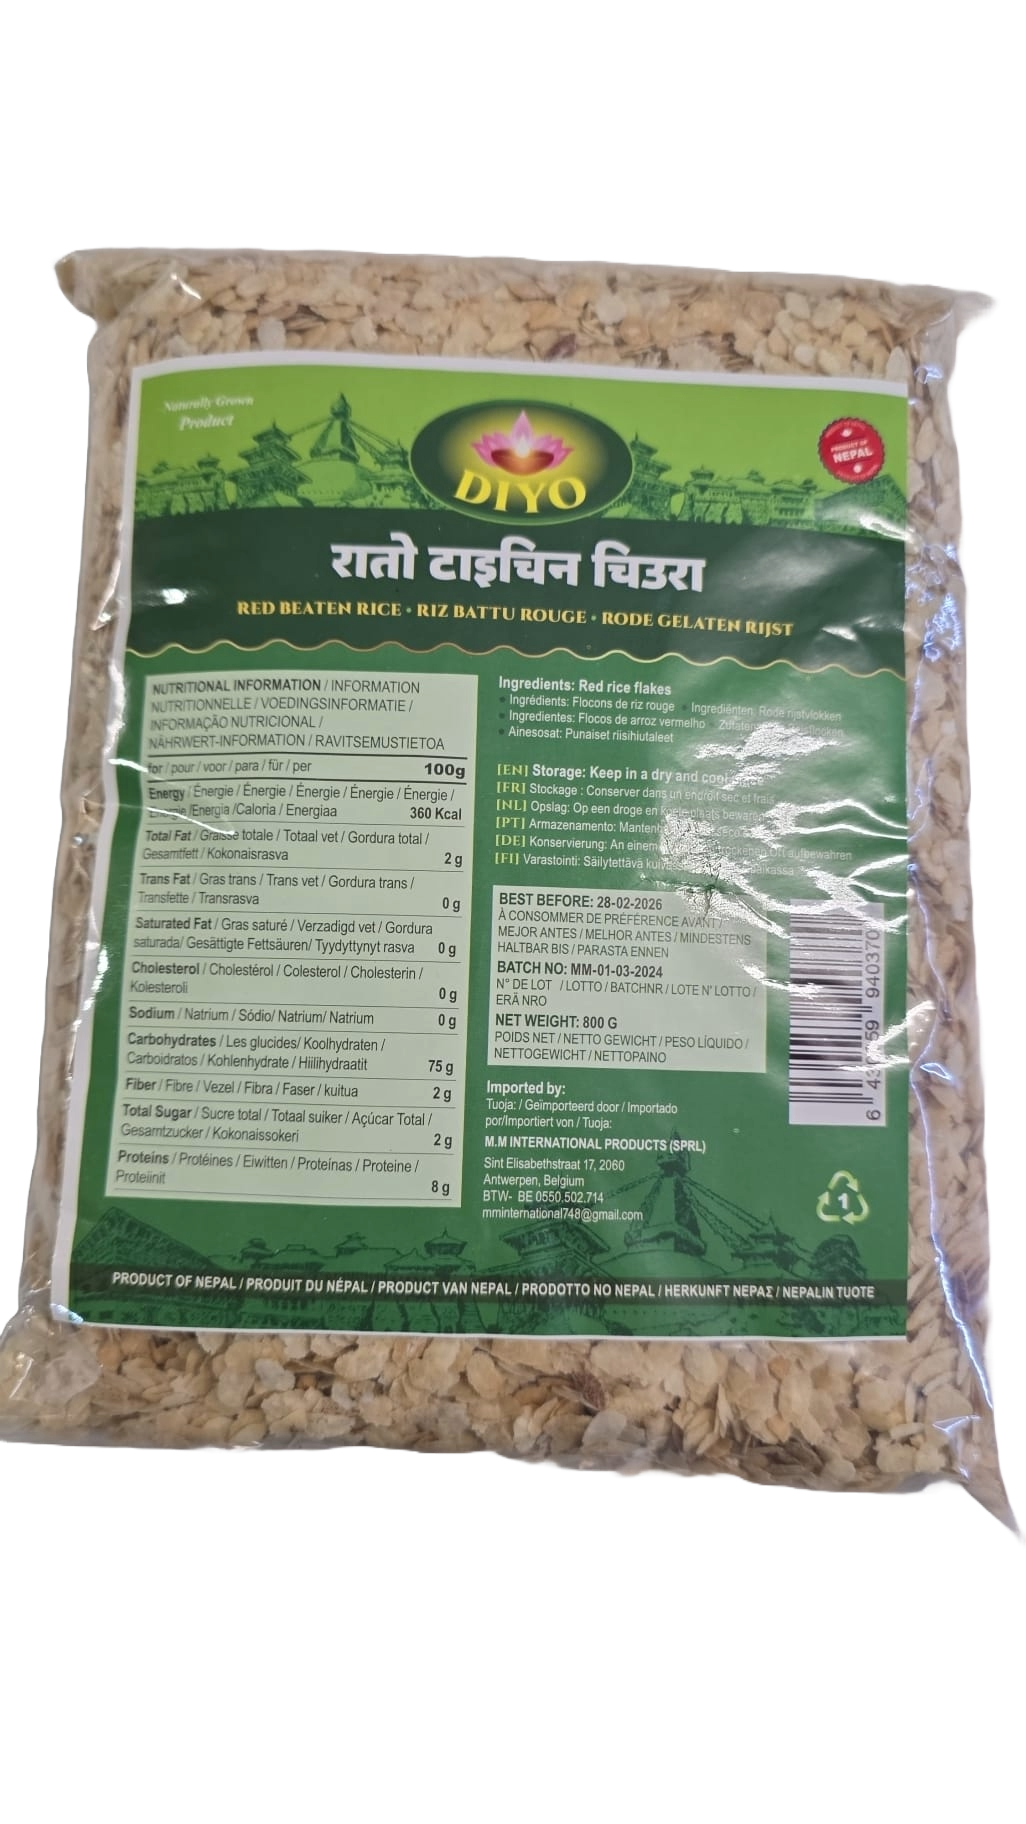 Naturally Grown
Product
DIYO
PRODUCT OF
NEPAL
रातो टाइचिन चिउरा
RED BEATEN RICE • RIZ BATTU ROUGE • RODE GELATEN RIJST
NUTRITIONAL INFORMATION / INFORMATION
NUTRITIONNELLE / VOEDINGSINFORMATIE /
INFORMAÇÃO NUTRICIONAL /
NÄHRWERT-INFORMATION / RAVITSEMUSTIETOA
for / pour / voor / para / für / per 100g
Energy / Énergie / Énergie / Énergie / Énergie / Énergie /
Energie /Energia /Caloria / Energiaa 360 Kcal
Total Fat / Graisse totale / Totaal vet / Gordura total /
Gesamtfett / Kokonaisrasva 2 g
Trans Fat / Gras trans / Trans vet / Gordura trans /
Transfette / Transrasva 0 g
Saturated Fat / Gras saturé / Verzadigd vet / Gordura
saturada/ Gesättigte Fettsäuren/ Tyydyttynyt rasva 0 g
Cholesterol / Cholestérol / Colesterol / Cholesterin /
Kolesteroli 0 g
Sodium / Natrium / Sódio/ Natrium/ Natrium 0 g
Carbohydrates / Les glucides/ Koolhydraten /
Carboidratos / Kohlenhydrate / Hiilihydraatit 75 g
Fiber / Fibre / Vezel / Fibra / Faser / kuitua 2 g
Total Sugar / Sucre total / Totaal suiker / Açúcar Total /
Gesamtzucker / Kokonaissokeri 2 g
Proteins / Protéines / Eiwitten / Proteínas / Proteine /
Proteiinit 8 g
Ingredients: Red rice flakes
• Ingrédients: Flocons de riz rouge • Ingrediënten: Rode rijstvlokken
• Ingredientes: Flocos de arroz vermelho • Zutaten:
• Ainesosat: Punaiset riisihiutaleet
[EN] Storage: Keep in a dry and cool
[FR] Stockage : Conserver dans un endroit sec et frais
[NL] Opslag: Op een droge en koele plaats bewaren
[PT] Armazenamento:
[DE] Konservierung: An einem trockenen Ort aufbewahren
[FI] Varastointi: Säilytettävä
BEST BEFORE: 28-02-2026
À CONSOMMER DE PRÉFÉRENCE AVANT /
MEJOR ANTES / MELHOR ANTES / MINDESTENS
HALTBAR BIS / PARASTA ENNEN
BATCH NO: MM-01-03-2024
N° DE LOT / LOTTO / BATCHNR / LOTE N' LOTTO /
ERÄ NRO
NET WEIGHT: 800 G
POIDS NET / NETTO GEWICHT / PESO LÍQUIDO /
NETTOGEWICHT / NETTOPAINO
Imported by:
Tuoja: / Geïmporteerd door / Importado
por/Importiert von / Tuoja:
M.M INTERNATIONAL PRODUCTS (SPRL)
Sint Elisabethstraat 17, 2060
Antwerpen, Belgium
BTW- BE 0550.502.714
mminternational748@gmail.com
940370
1
PRODUCT OF NEPAL / PRODUIT DU NÉPAL / PRODUCT VAN NEPAL / PRODOTTO NO NEPAL / HERKUNFT NEPAΣ / NEPALIN TUOTE